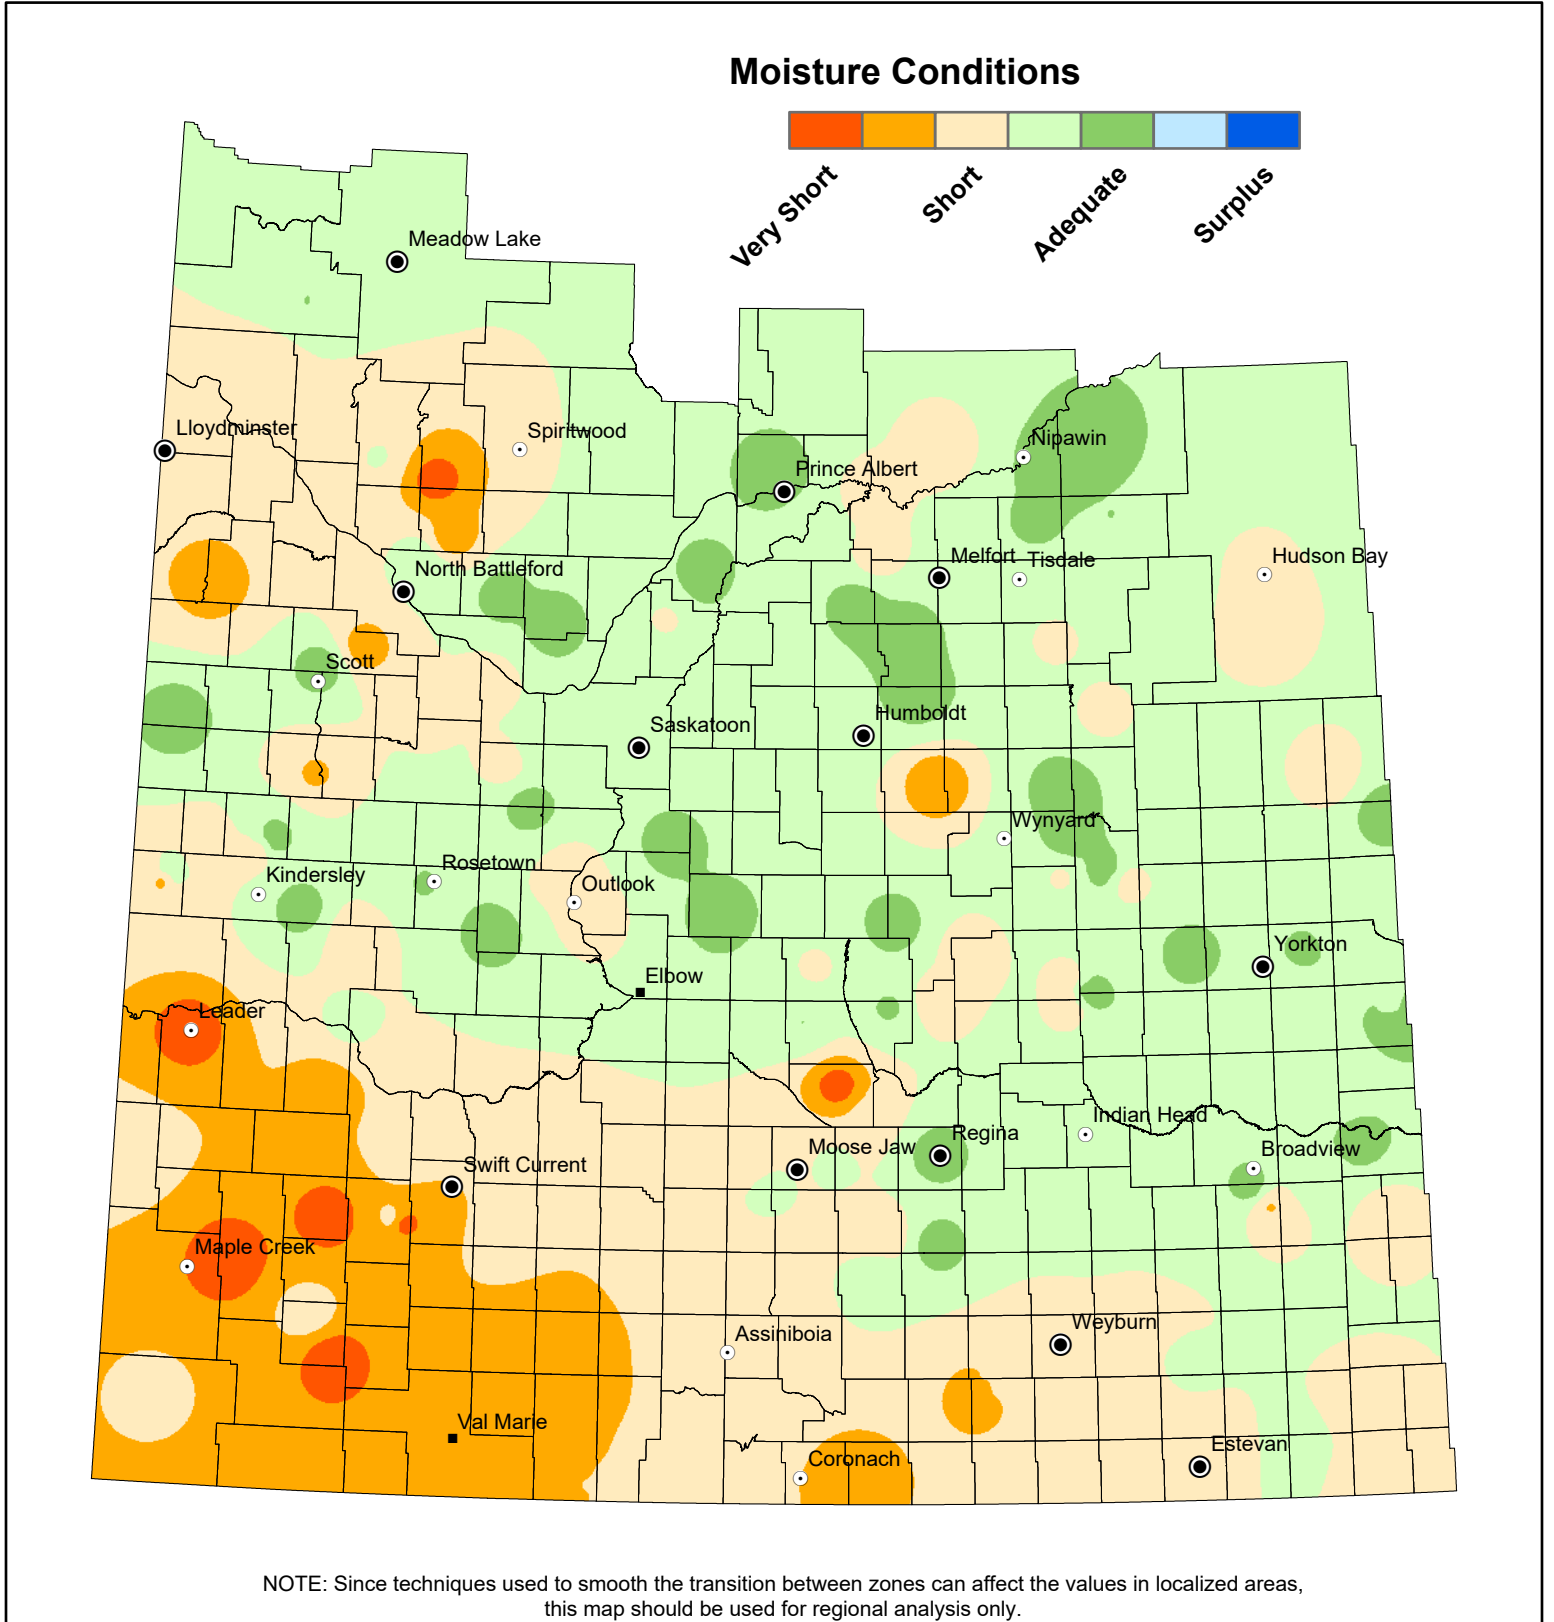 Moisture Conditions
Very Short
Short
Adequate
Surplus
Meadow Lake
Lloydminster
Spiritwood
Nipawin
Prince Albert
Melfort
Tisdale
Hudson Bay
North Battleford
Scott
Saskatoon
Humboldt
Wynyard
Rosetown
Kindersley
Outlook
Yorkton
Elbow
Leader
Indian Head
Regina
Moose Jaw
Broadview
Swift Current
Maple Creek
Weyburn
Assiniboia
Val Marie
Estevan
Coronach
NOTE: Since techniques used to smooth the transition between zones can affect the values in localized areas,
this map should be used for regional analysis only.